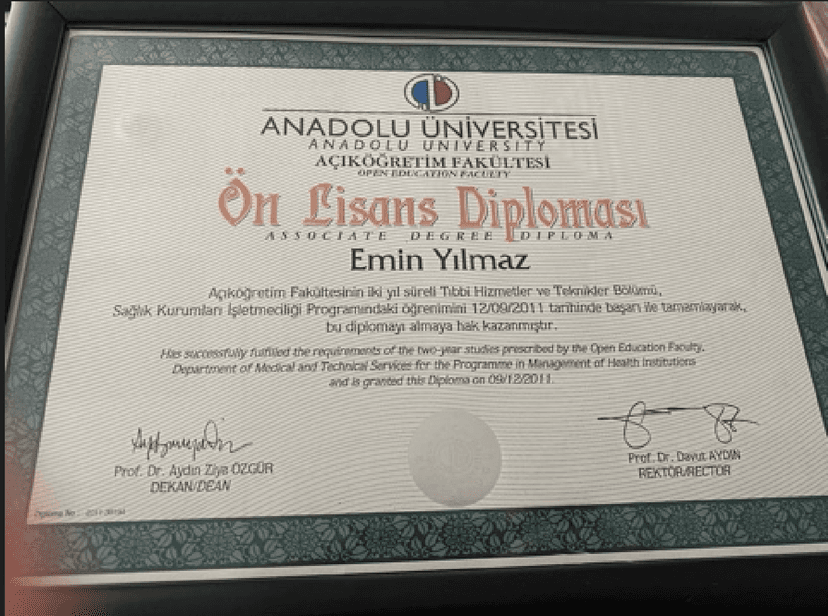 ANADOLU ÜNİVERSİTESİ
ANADOLU UNIVERSITY
AÇIKÖĞRETİM FAKÜLTESİ
OPEN EDUCATION FACULTY
Ön Lisans Diploması
ASSOCIATE DEGREE DIPLOMA
Emin Yılmaz
Açıköğretim Fakültesinin iki yıl süreli Tıbbi Hizmetler ve Teknikler Bölümü,
Sağlık Kurumları İşletmeciliği Programındaki öğrenimini 12/09/2011 tarihinde başarı ile tamamlayarak,
bu diplomayı almaya hak kazanmıştır.
Has successfully fulfilled the requirements of the two-year studies prescribed by the Open Education Faculty,
Department of Medical and Technical Services for the Programme in Management of Health Institutions
and is granted this Diploma on 09/12/2011.
Prof. Dr. Aydın Ziya ÖZGÜR
DEKAN/DEAN
Prof. Dr. Davut AYDIN
REKTÖR/RECTOR
Diploma No :